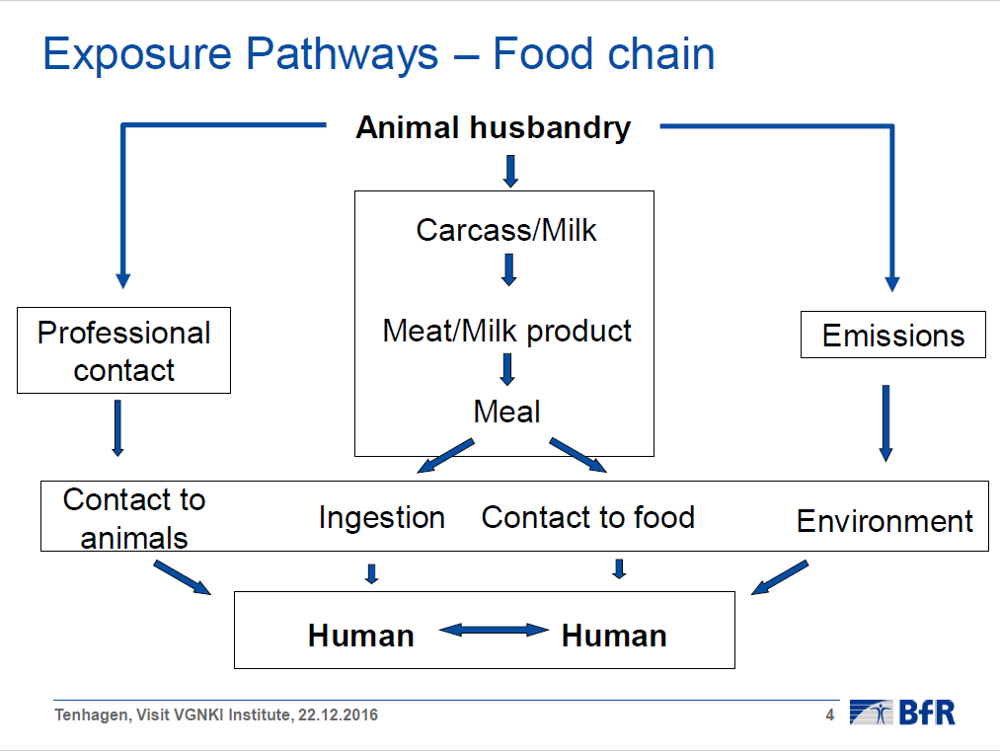 Exposure Pathways – Food chain
Animal husbandry
Carcass/Milk
Meat/Milk product
Meal
Professional
contact
Emissions
Contact to
animals
Ingestion
Contact to food
Environment
Human
Human
Tenhagen, Visit VGNKI Institute, 22.12.2016
4
BfR